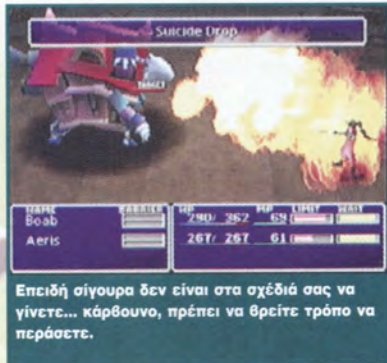 Suicide Drop
TARGET
NAME BARRIER HP MP LIMIT WAIT
Boab 290/ 362 69
Aeris 267/ 267 61
Επειδή σίγουρα δεν είναι στα σχέδιά σας να
γίνετε... κάρβουνο, πρέπει να βρείτε τρόπο να
περάσετε.